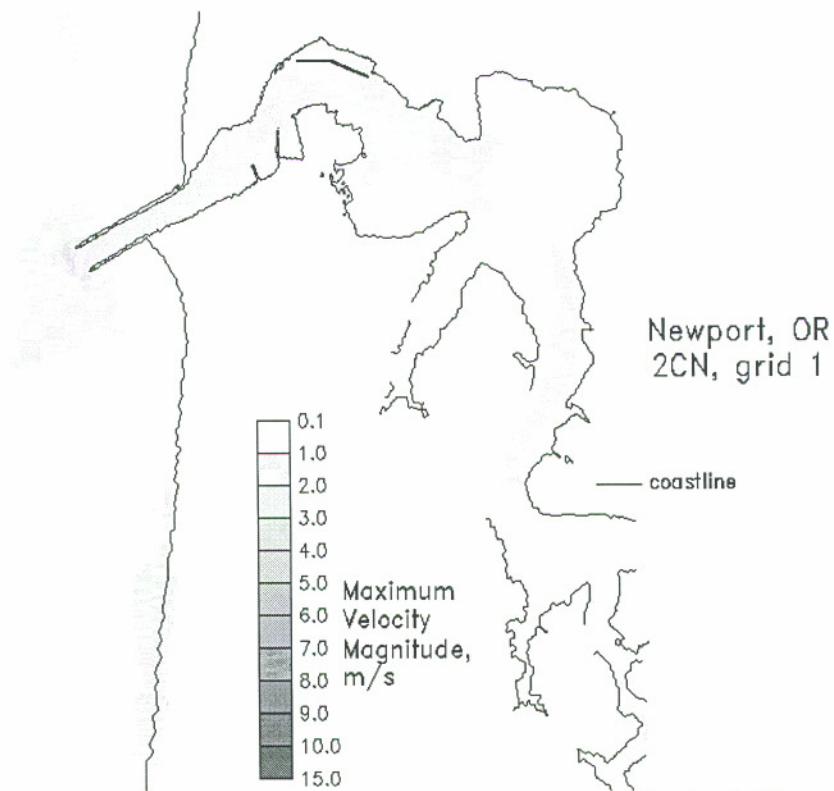 Newport, OR
2CN, grid 1
0.1
1.0
2.0
3.0
4.0
5.0
6.0
7.0
8.0
9.0
10.0
15.0
Maximum
Velocity
Magnitude,
m/s
coastline